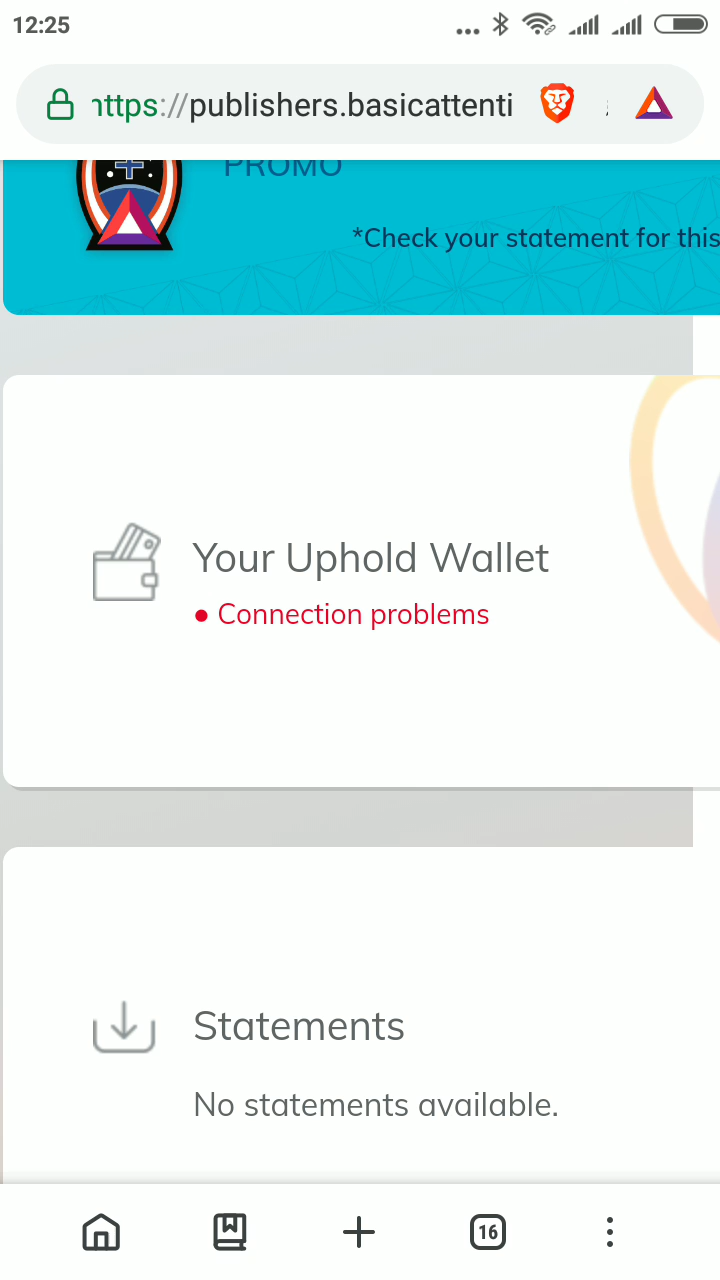 12:25
https://publishers.basicattenti
PROMO
*Check your statement for this
Your Uphold Wallet
• Connection problems
Statements
No statements available.
16